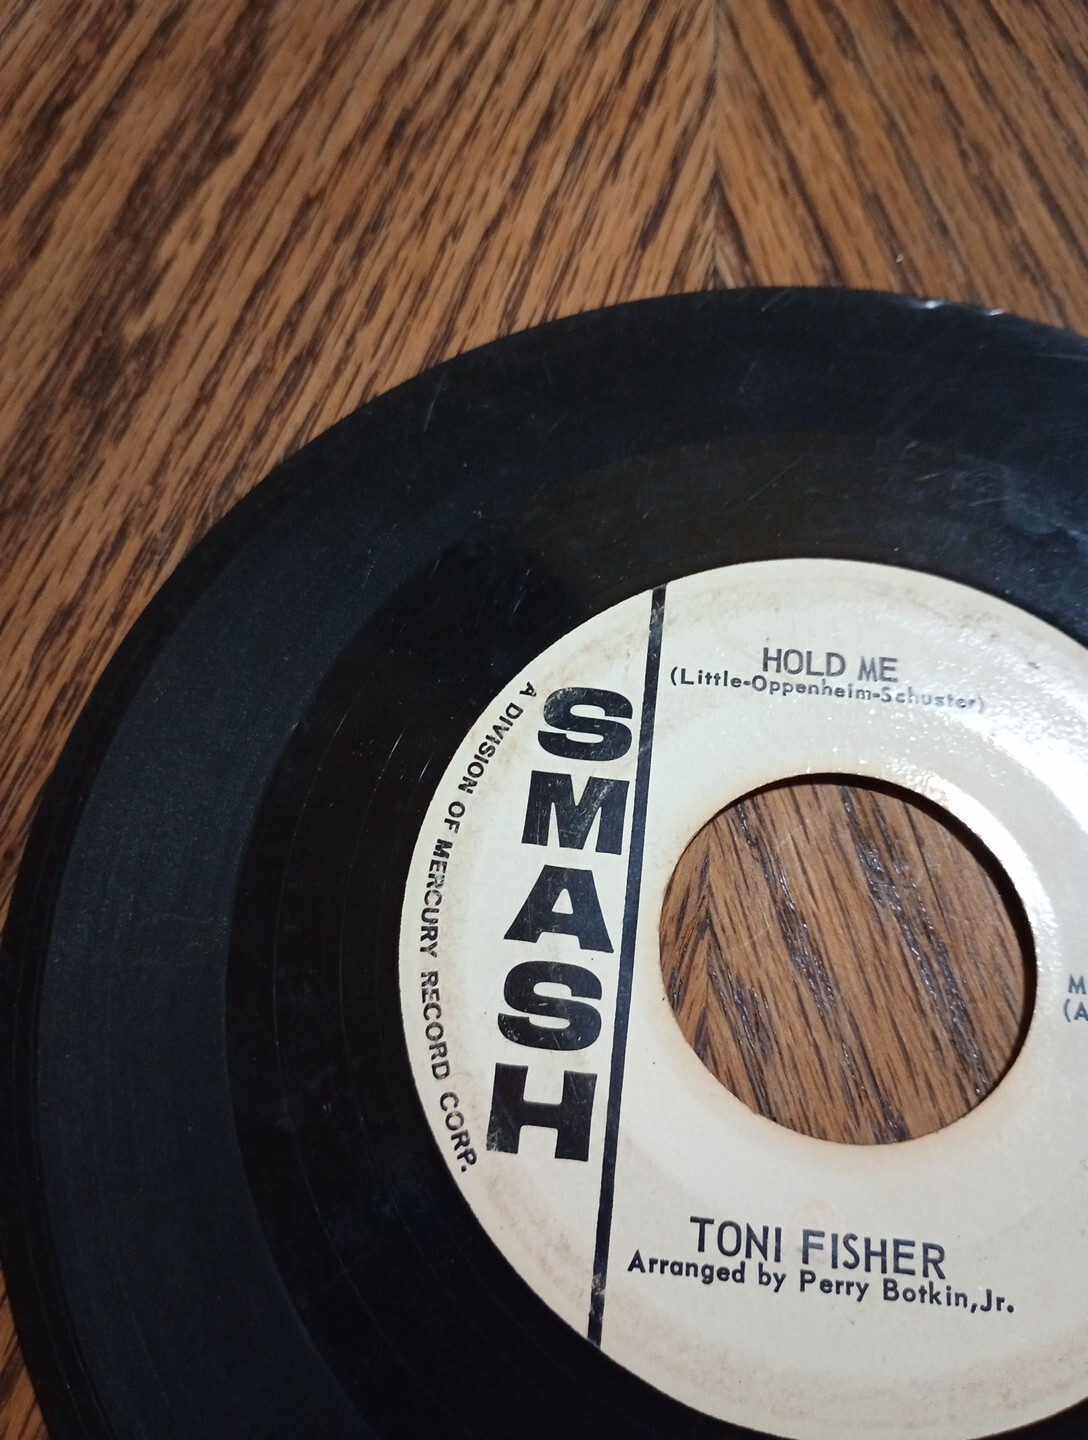 HOLD ME
(Little-Oppenheim-Schuster)
SMASH
A DIVISION OF MERCURY RECORD CORP.
TONI FISHER
Arranged by Perry Botkin, Jr.